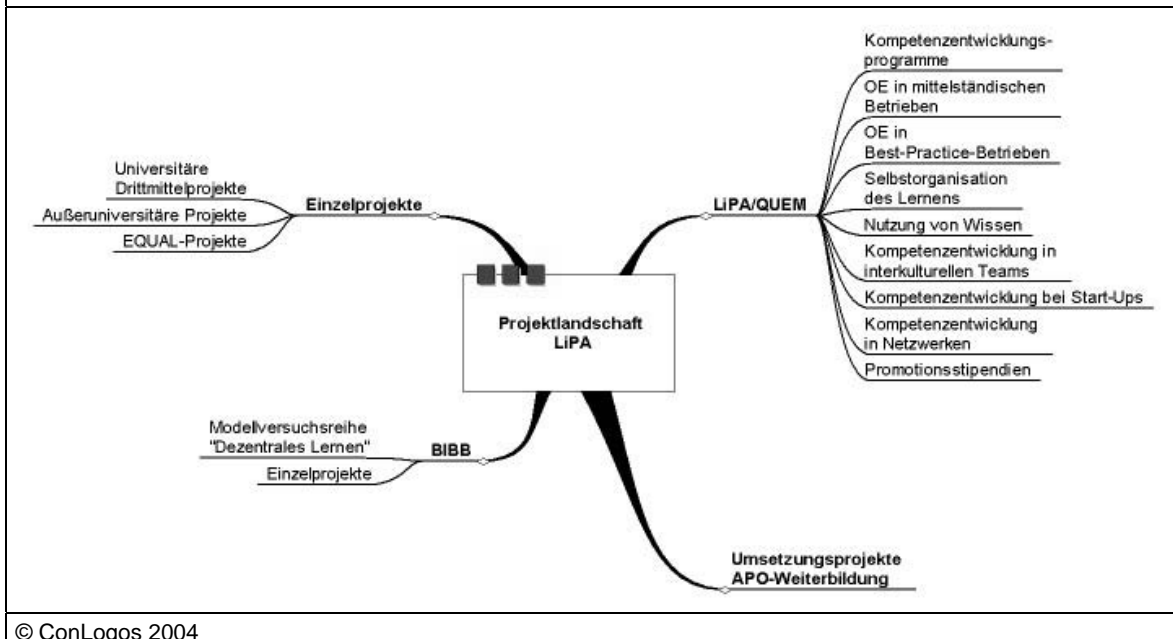 Kompetenzentwicklungs-
programme
OE in mittelständischen
Betrieben
OE in
Best-Practice-Betrieben
Selbstorganisation
des Lernens
Nutzung von Wissen
Kompetenzentwicklung in
interkulturellen Teams
Kompetenzentwicklung bei Start-Ups
Kompetenzentwicklung
in Netzwerken
Promotionsstipendien
LiPA/QUEM
Universitäre
Drittmittelprojekte
Außeruniversitäre Projekte
EQUAL-Projekte
Einzelprojekte
Projektlandschaft
LiPA
Modellversuchsreihe
"Dezentrales Lernen"
Einzelprojekte
BIBB
Umsetzungsprojekte
APO-Weiterbildung
© ConLogos 2004